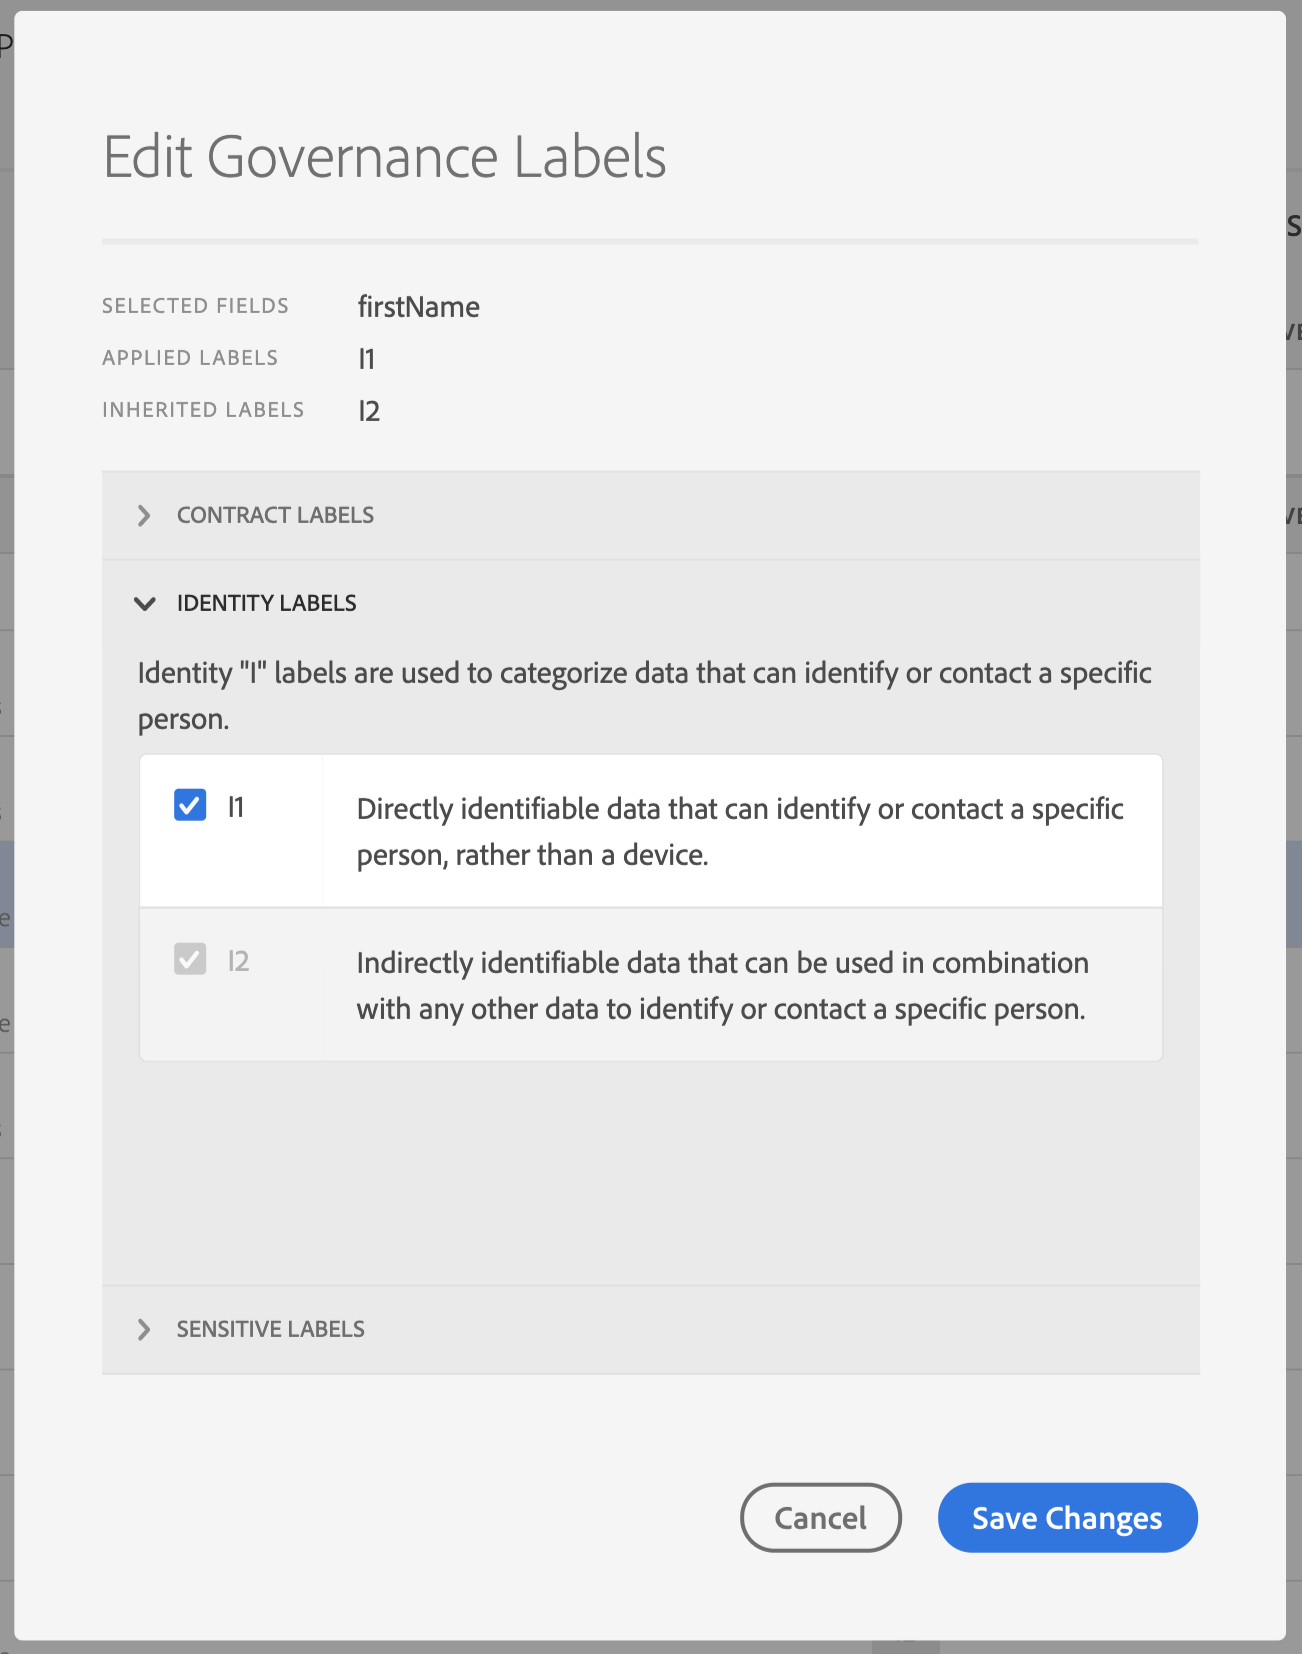 Edit Governance Labels
SELECTED FIELDS firstName
APPLIED LABELS I1
INHERITED LABELS I2
CONTRACT LABELS
IDENTITY LABELS
Identity "I" labels are used to categorize data that can identify or contact a specific
person.
I1 Directly identifiable data that can identify or contact a specific
person, rather than a device.
I2 Indirectly identifiable data that can be used in combination
with any other data to identify or contact a specific person.
SENSITIVE LABELS
Cancel Save Changes